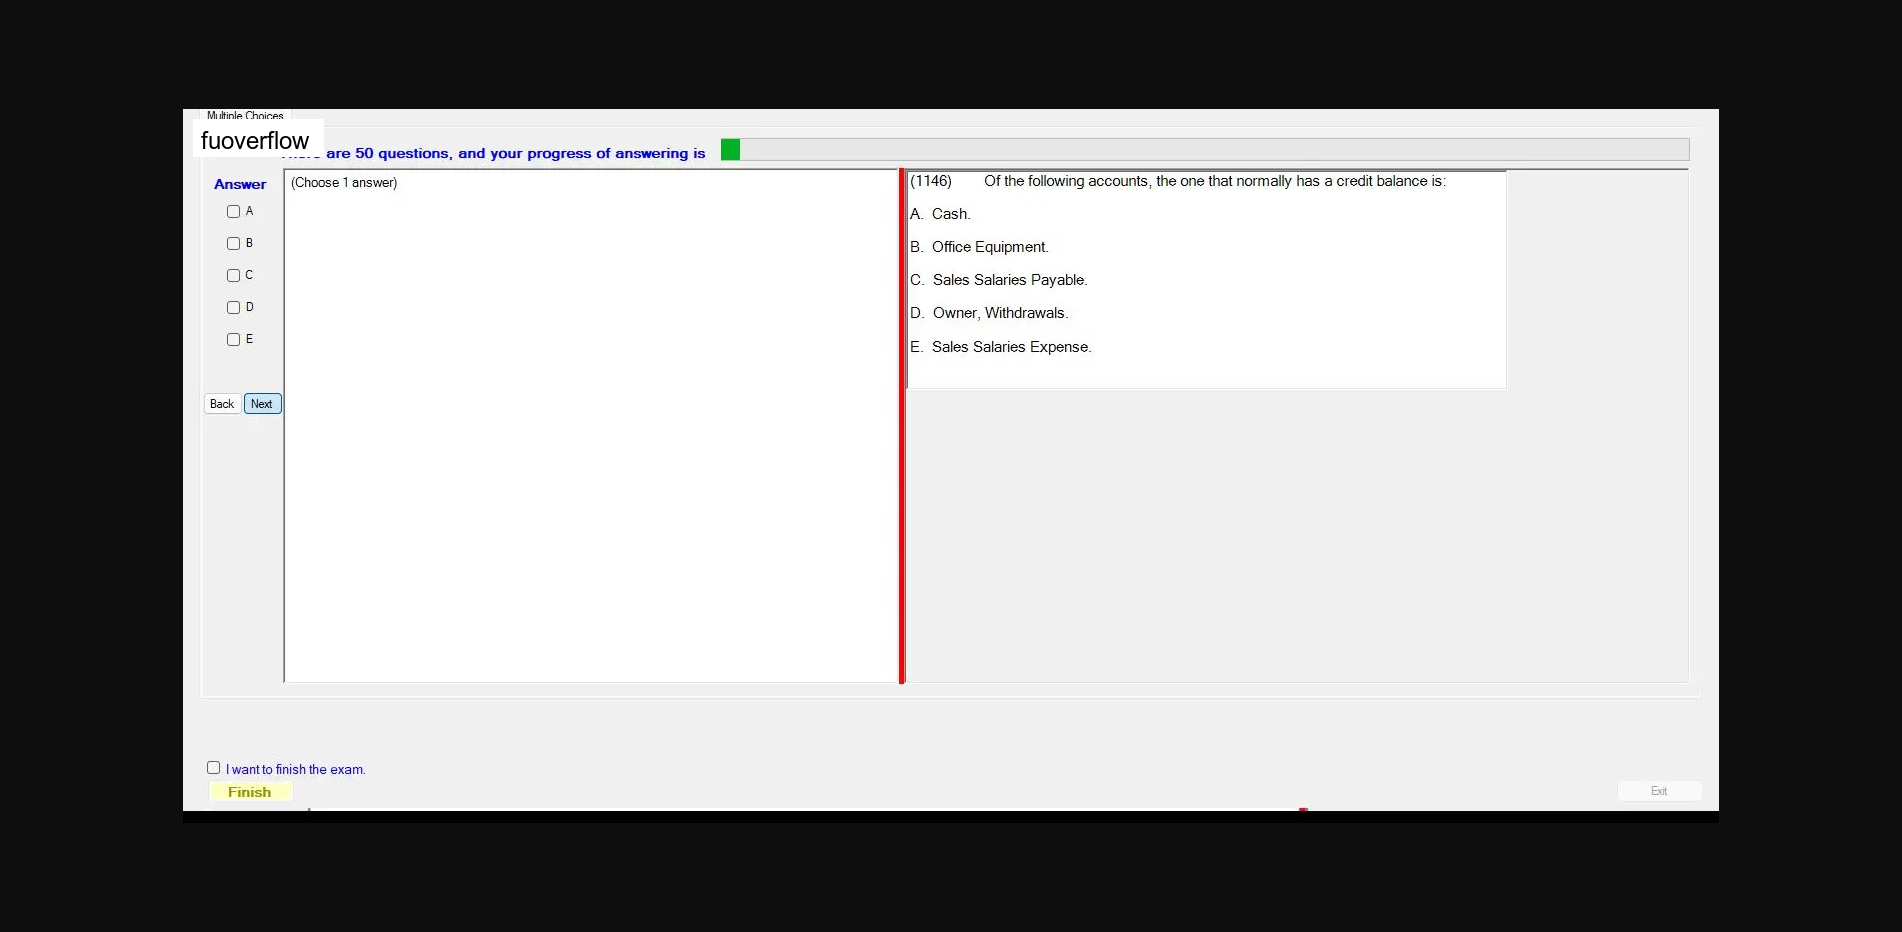 Multiple Choices
fuoverflow
are 50 questions, and your progress of answering is
Answer
(Choose 1 answer)
A
B
C
D
E
Back Next
(1146) Of the following accounts, the one that normally has a credit balance is:
A. Cash.
B. Office Equipment.
C. Sales Salaries Payable.
D. Owner, Withdrawals.
E. Sales Salaries Expense.
I want to finish the exam.
Finish
Exit